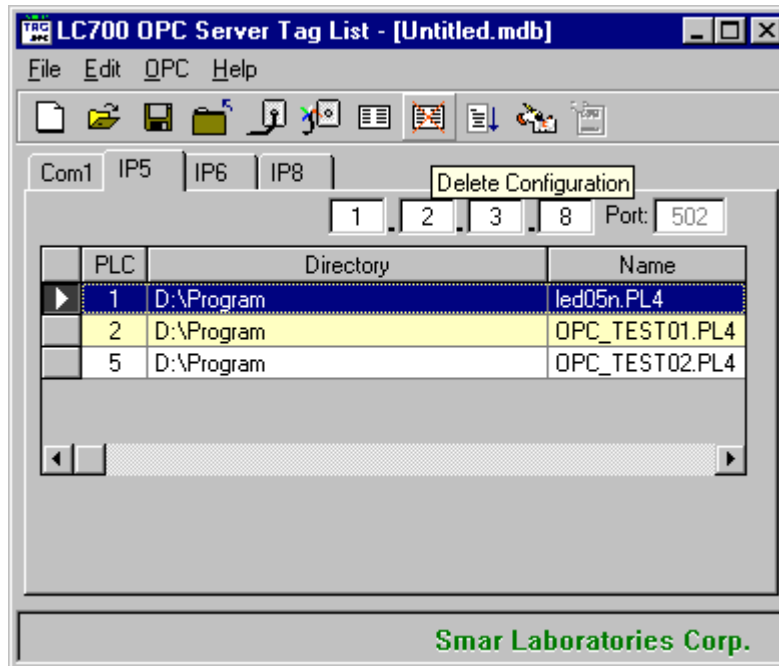 TAG
OPC
LC700 OPC Server Tag List - [Untitled.mdb]
File Edit OPC Help
Com1 IP5 IP6 IP8
Delete Configuration
1 . 2 . 3 . 8 Port: 502
PLC Directory Name
1 D:\Program led05n.PL4
2 D:\Program OPC_TEST01.PL4
5 D:\Program OPC_TEST02.PL4
Smar Laboratories Corp.